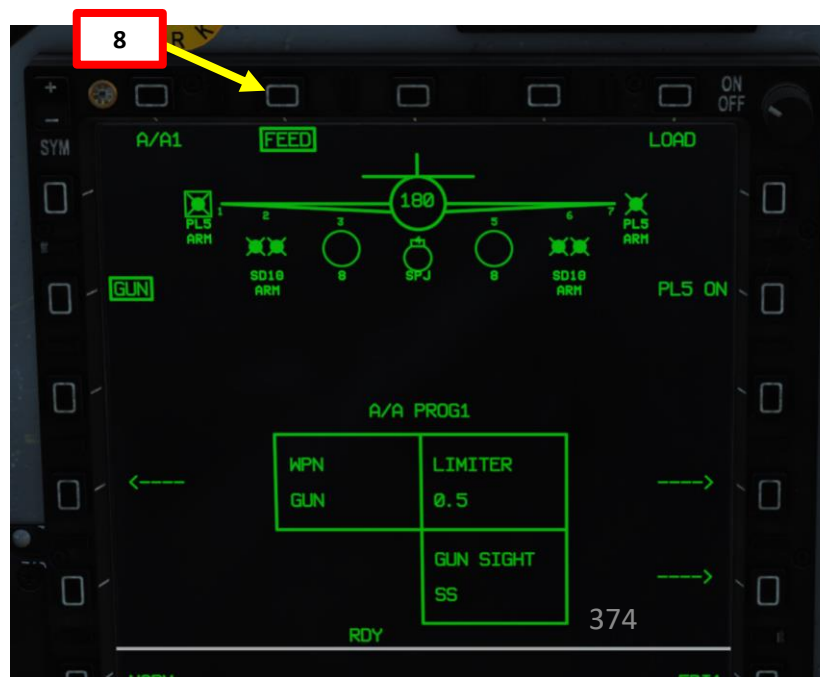 8
R K
+
-
SYM
ON
OFF
A/A1 FEED LOAD
180
1 2 3 4 5 6 7
PL5
ARM
PL5
ARM
SD10
ARM
8
SPJ
8
SD10
ARM
GUN
PL5 ON
A/A PROG1
WPN
GUN
LIMITER
0.5
<----
---->
GUN SIGHT
SS
---->
374
RDY